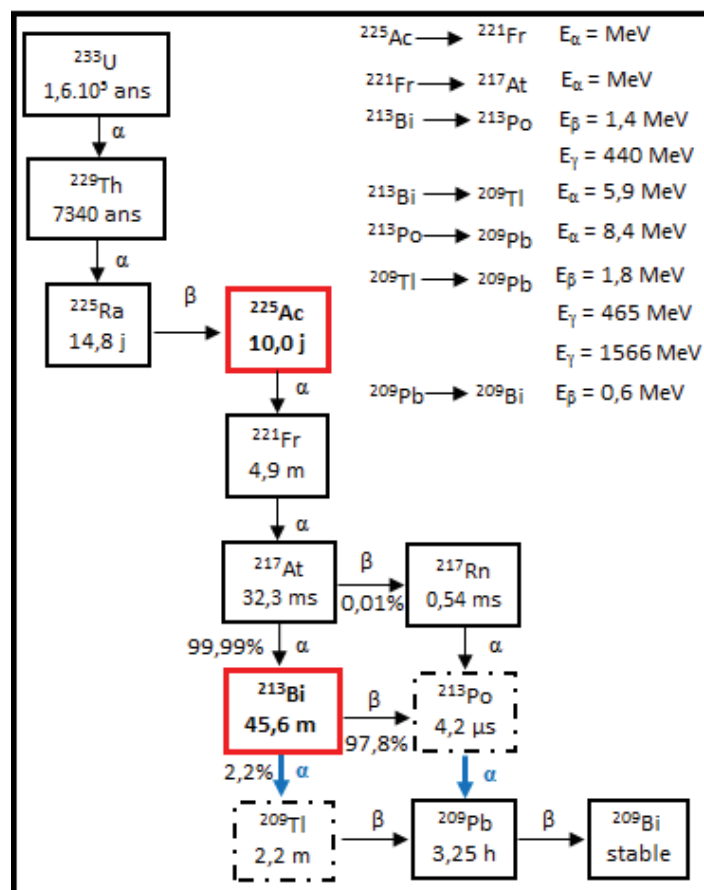 ²³³U
1,6.10⁵ ans
α
²²⁹Th
7340 ans
α
²²⁵Ra
14,8 j
β
²²⁵Ac
10,0 j
α
²²¹Fr
4,9 m
α
²¹⁷At
32,3 ms
β
0,01%
²¹⁷Rn
0,54 ms
99,99%
α
α
²¹³Bi
45,6 m
β
97,8%
²¹³Po
4,2 µs
2,2%
α
α
²⁰⁹Tl
2,2 m
β
²⁰⁹Pb
3,25 h
β
²⁰⁹Bi
stable
²²⁵Ac → ²²¹Fr Eα = MeV
²²¹Fr → ²¹⁷At Eα = MeV
²¹³Bi → ²¹³Po Eβ = 1,4 MeV
Eγ = 440 MeV
²¹³Bi → ²⁰⁹Tl Eα = 5,9 MeV
²¹³Po → ²⁰⁹Pb Eα = 8,4 MeV
²⁰⁹Tl → ²⁰⁹Pb Eβ = 1,8 MeV
Eγ = 465 MeV
Eγ = 1566 MeV
²⁰⁹Pb → ²⁰⁹Bi Eβ = 0,6 MeV